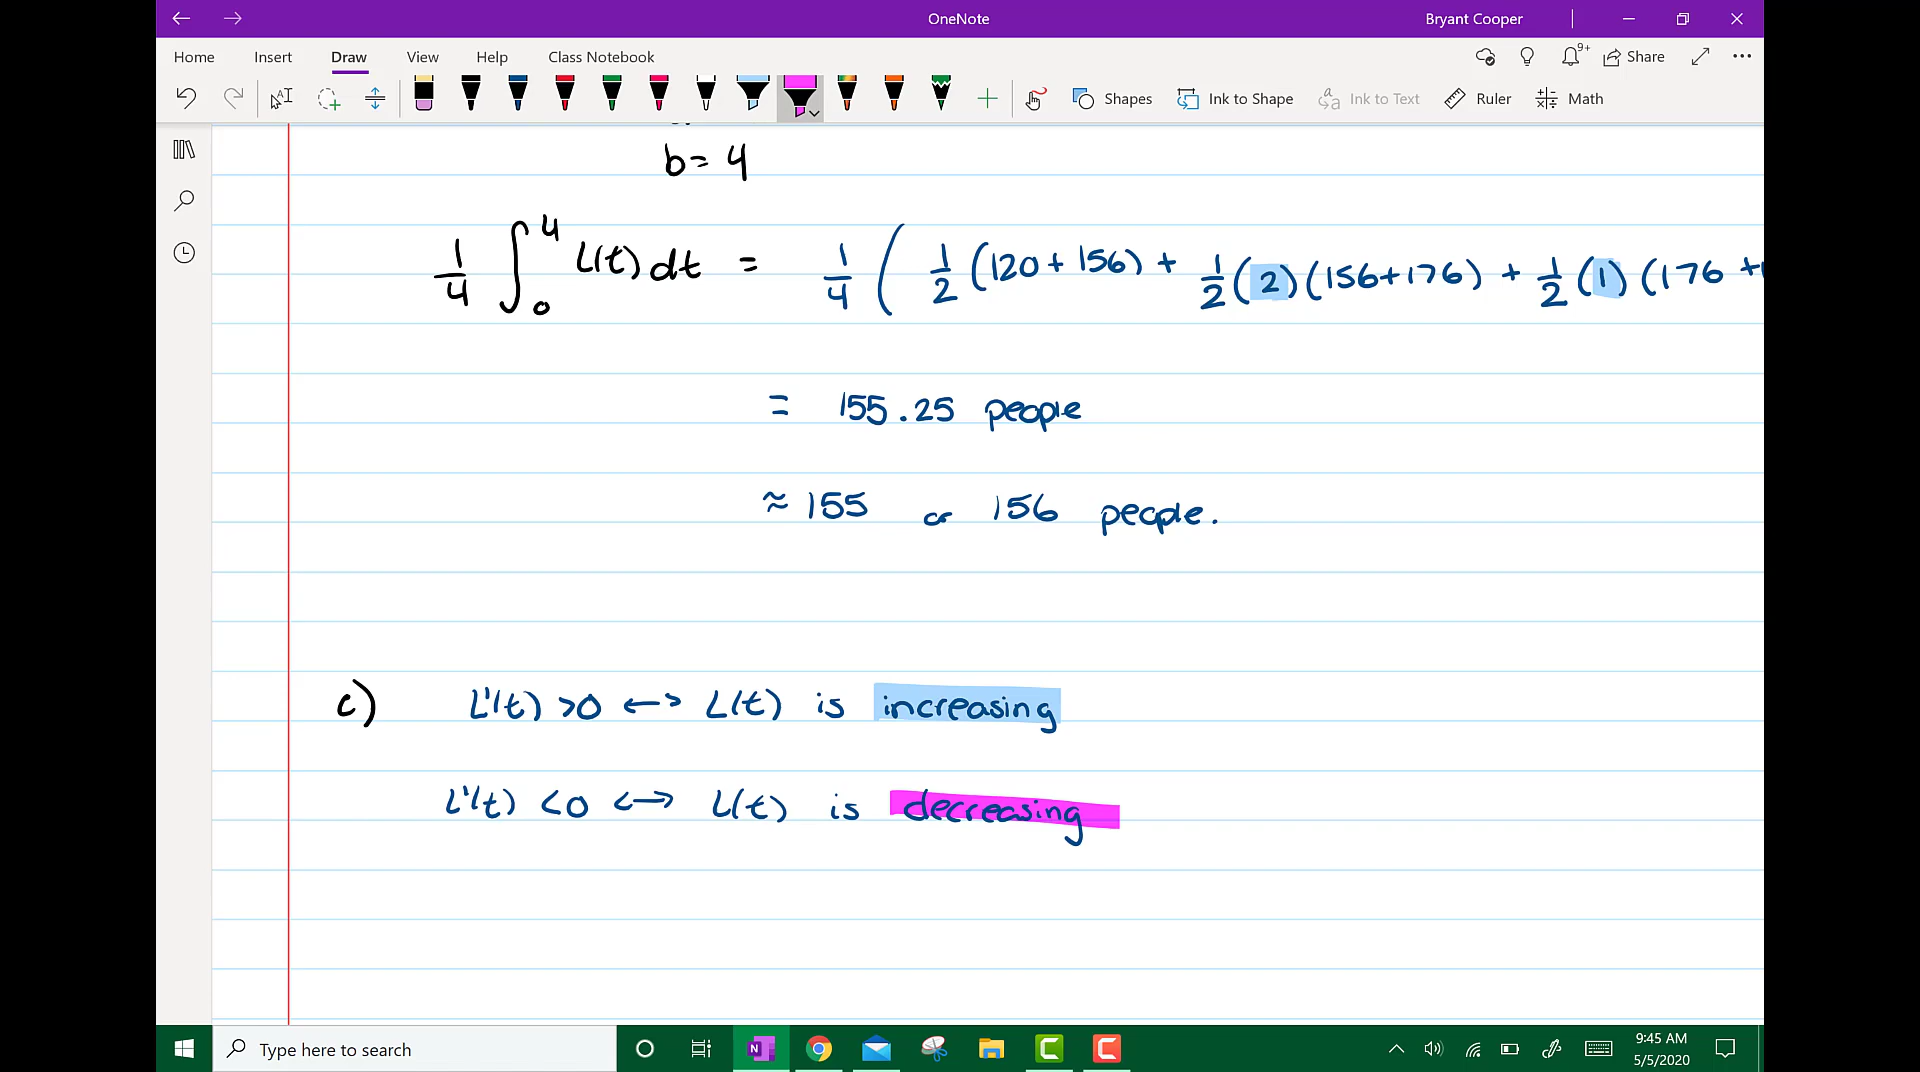 OneNote
Bryant Cooper
Home Insert Draw View Help Class Notebook
9+
Share
Shapes Ink to Shape Ink to Text Ruler Math
b = 4
1/4 ∫₀⁴ L(t) dt = 1/4 ( 1/2 (120 + 156) + 1/2 (2)(156+176) + 1/2 (1)(176 +
= 155.25 people
≈ 155 or 156 people.
c) L'(t) >0 <-> L(t) is increasing
L'(t) <0 <-> L(t) is decreasing
Type here to search
9:45 AM
5/5/2020